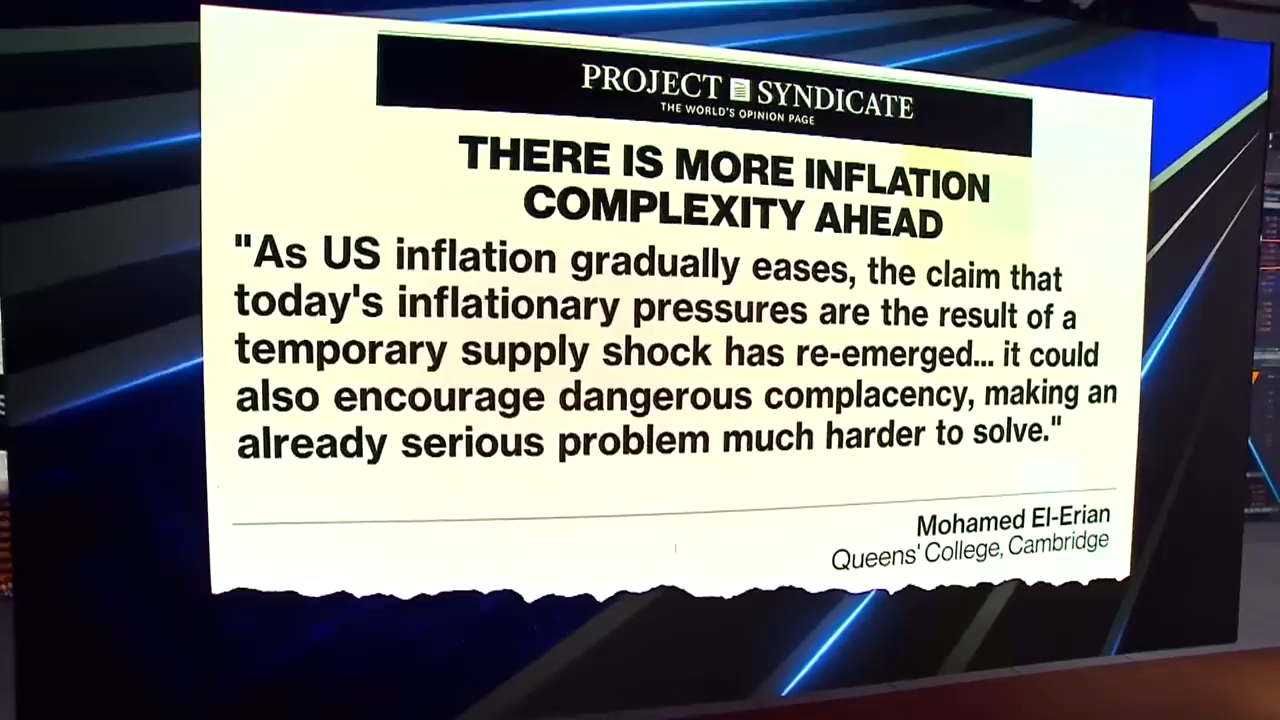 PROJECT SYNDICATE
THE WORLD'S OPINION PAGE
THERE IS MORE INFLATION
COMPLEXITY AHEAD
"As US inflation gradually eases, the claim that
today's inflationary pressures are the result of a
temporary supply shock has re-emerged... it could
also encourage dangerous complacency, making an
already serious problem much harder to solve."
Mohamed El-Erian
Queens' College, Cambridge